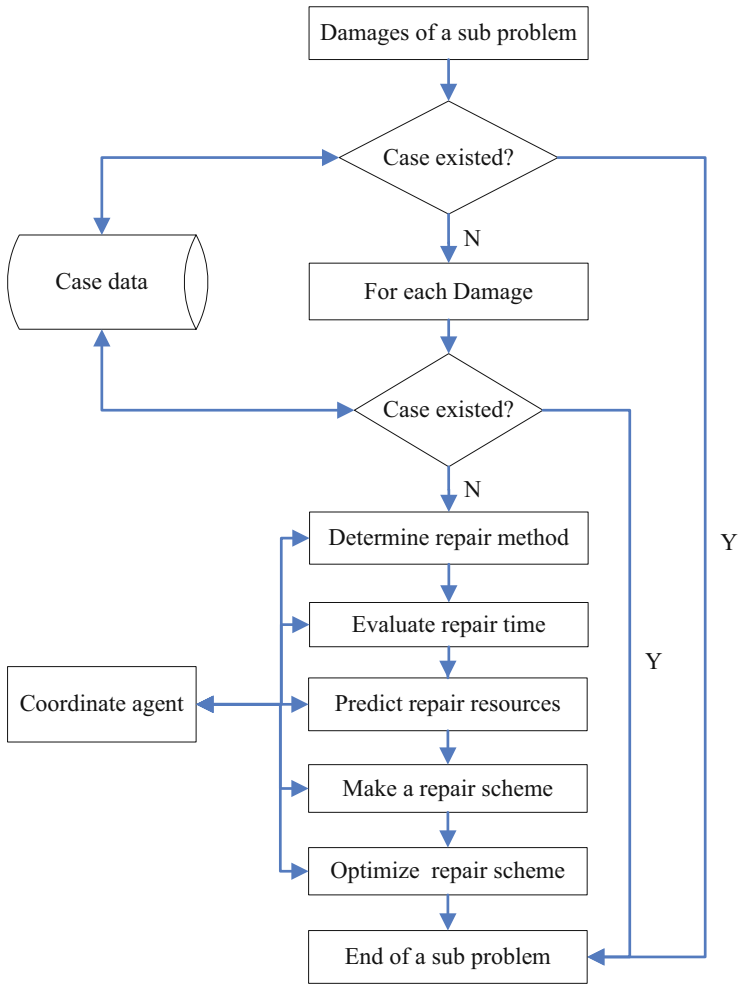 Damages of a sub problem
Case existed?
N
Case data
For each Damage
Case existed?
N
Determine repair method
Y
Evaluate repair time
Y
Coordinate agent
Predict repair resources
Make a repair scheme
Optimize repair scheme
End of a sub problem